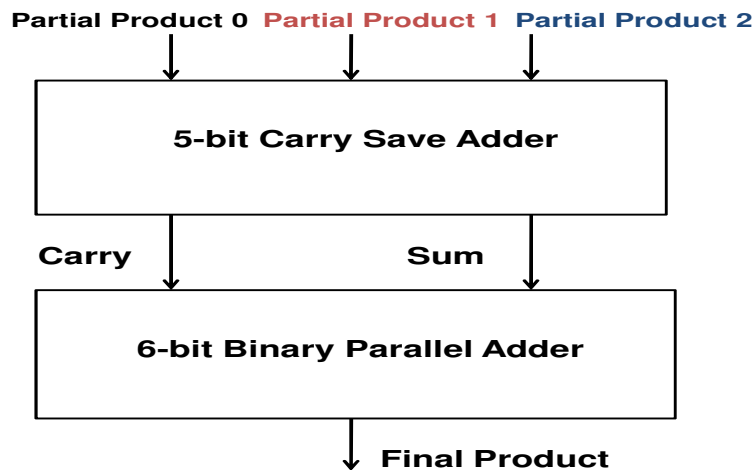 Partial Product 0 Partial Product 1 Partial Product 2
5-bit Carry Save Adder
Carry Sum
6-bit Binary Parallel Adder
Final Product